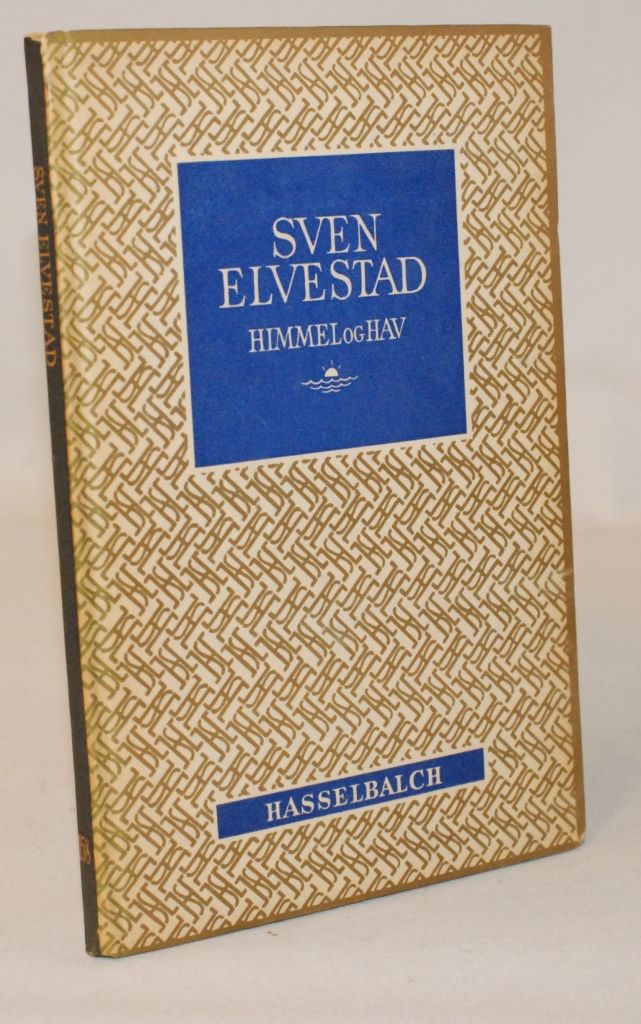 SVEN
ELVESTAD
HIMMEL OG HAV
HASSELBALCH
SVEN ELVESTAD